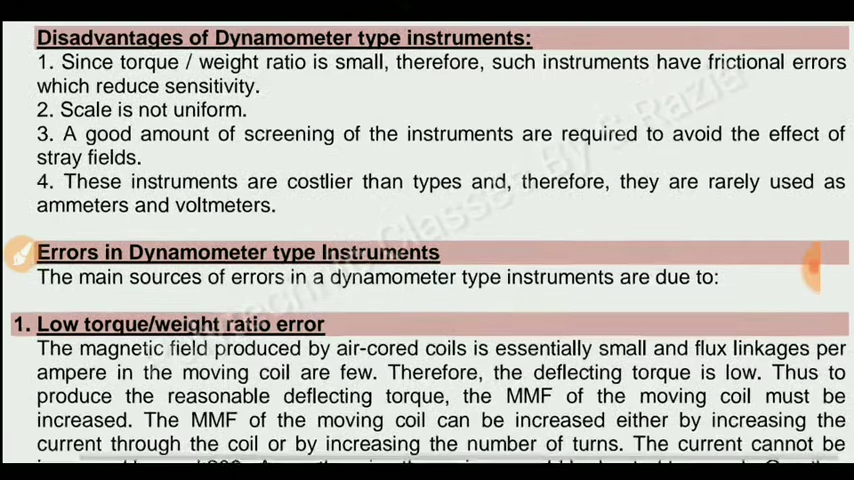 Disadvantages of Dynamometer type instruments:
1. Since torque / weight ratio is small, therefore, such instruments have frictional errors
which reduce sensitivity.
2. Scale is not uniform.
3. A good amount of screening of the instruments are required to avoid the effect of
stray fields.
4. These instruments are costlier than types and, therefore, they are rarely used as
ammeters and voltmeters.
Errors in Dynamometer type Instruments
The main sources of errors in a dynamometer type instruments are due to:
1. Low torque/weight ratio error
The magnetic field produced by air-cored coils is essentially small and flux linkages per
ampere in the moving coil are few. Therefore, the deflecting torque is low. Thus to
produce the reasonable deflecting torque, the MMF of the moving coil must be
increased. The MMF of the moving coil can be increased either by increasing the
current through the coil or by increasing the number of turns. The current cannot be